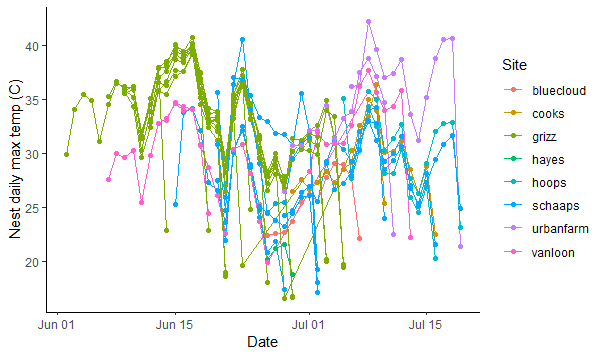 Nest daily max temp (C)
40
35
30
25
20
Jun 01
Jun 15
Jul 01
Jul 15
Date
Site
bluecloud
cooks
grizz
hayes
hoops
schaaps
urbanfarm
vanloon